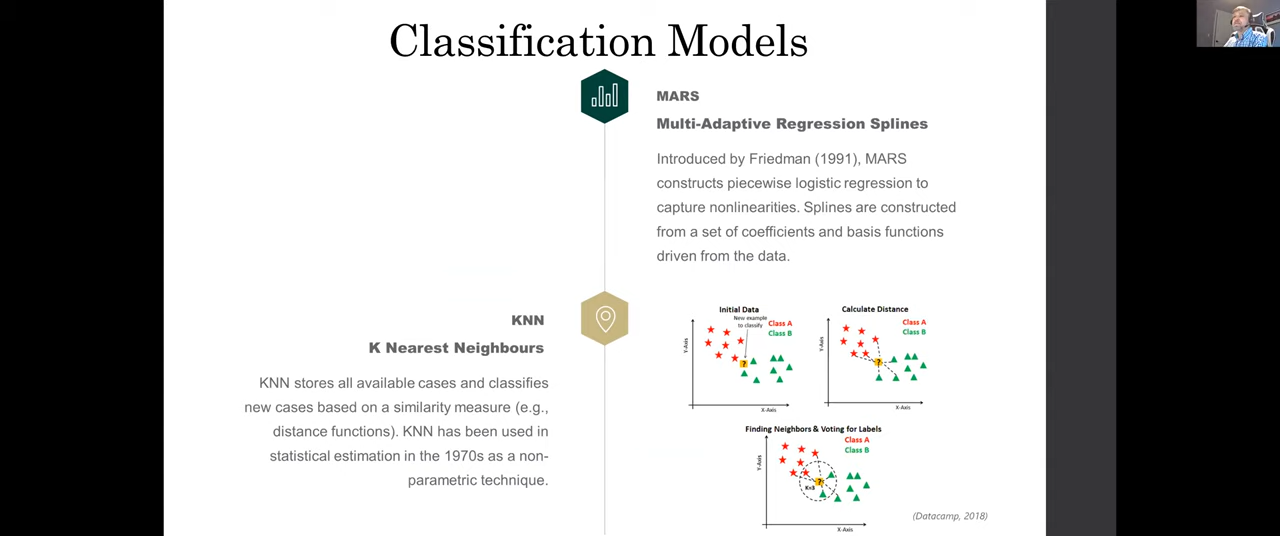 Classification Models
MARS
Multi-Adaptive Regression Splines
Introduced by Friedman (1991), MARS
constructs piecewise logistic regression to
capture nonlinearities. Splines are constructed
from a set of coefficients and basis functions
driven from the data.
KNN
K Nearest Neighbours
KNN stores all available cases and classifies
new cases based on a similarity measure (e.g.,
distance functions). KNN has been used in
statistical estimation in the 1970s as a non-
parametric technique.
Initial Data
New example
to classify
Class A
Class B
Y-Axis
?
X-Axis
Calculate Distance
Class A
Class B
Y-Axis
?
X-Axis
Finding Neighbors & Voting for Labels
Class A
Class B
Y-Axis
?
K=3
X-Axis
(Datacamp, 2018)